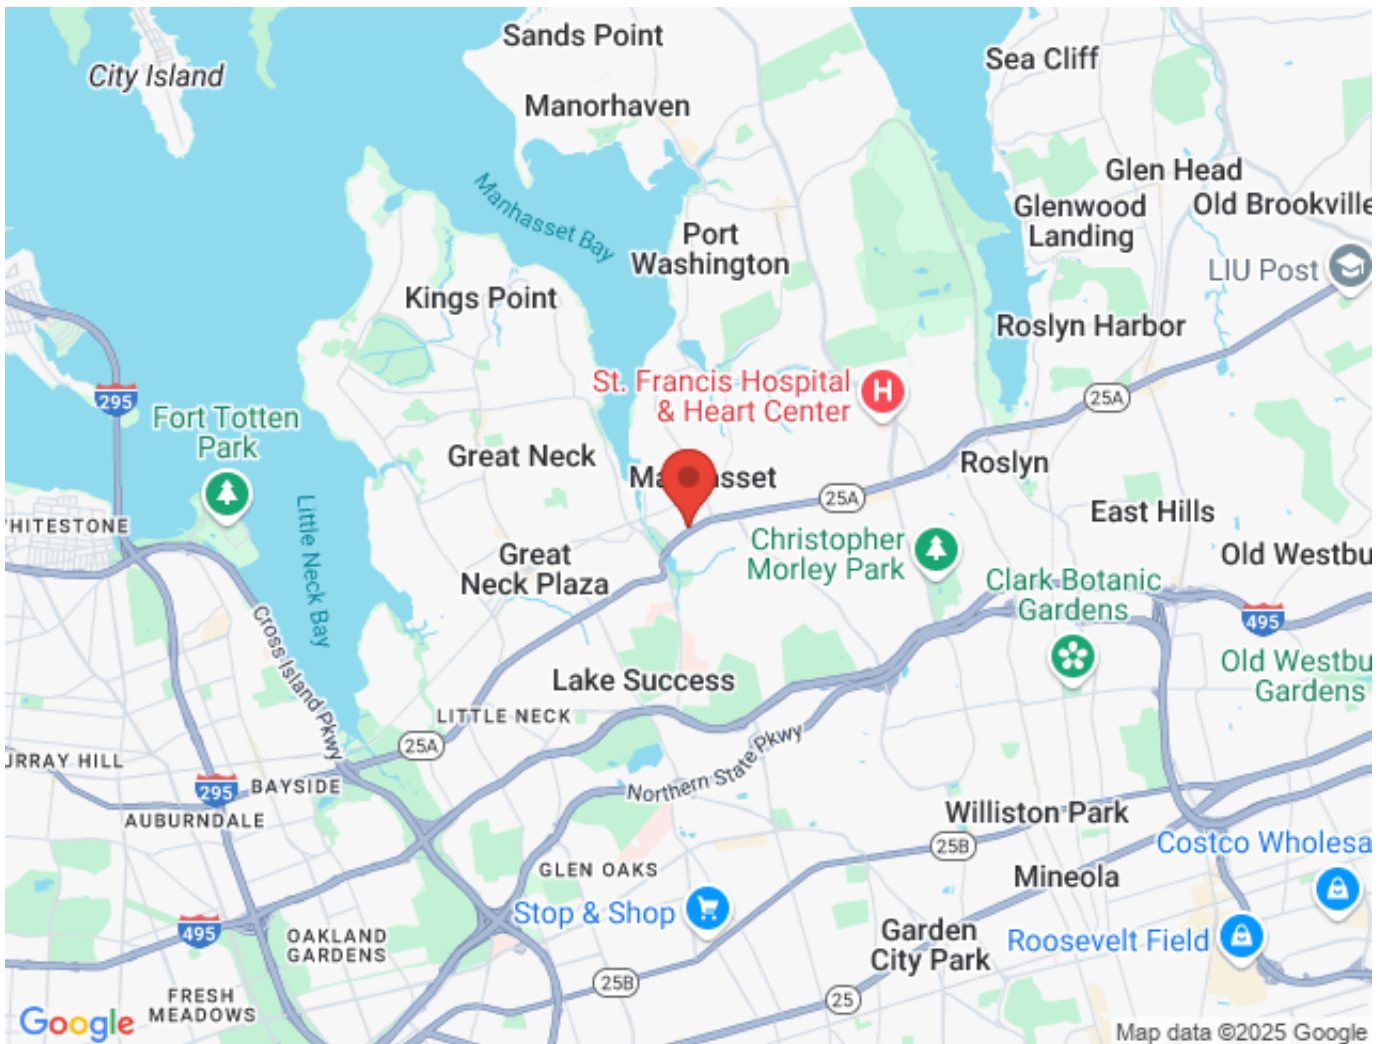 Sands Point
City Island
Sea Cliff
Manorhaven
Glen Head
Manhasset Bay
Glenwood
Landing
Old Brookville
Port
Washington
LIU Post
Kings Point
Roslyn Harbor
295
St. Francis Hospital
& Heart Center
H
25A
Fort Totten
Park
Great Neck
Roslyn
25A
East Hills
Little Neck Bay
HITESTONE
Great
Neck Plaza
Christopher
Morley Park
Old Westbu
Clark Botanic
Gardens
495
Cross Island Pkwy
Lake Success
Old Westbu
Gardens
LITTLE NECK
25A
Northern State Pkwy
URRAY HILL
295
BAYSIDE
AUBURNDALE
Williston Park
25B
Costco Wholesa
GLEN OAKS
Mineola
Stop & Shop
495
OAKLAND
GARDENS
Garden
City Park
Roosevelt Field
25B
25
FRESH
MEADOWS
Google
Map data ©2025 Google